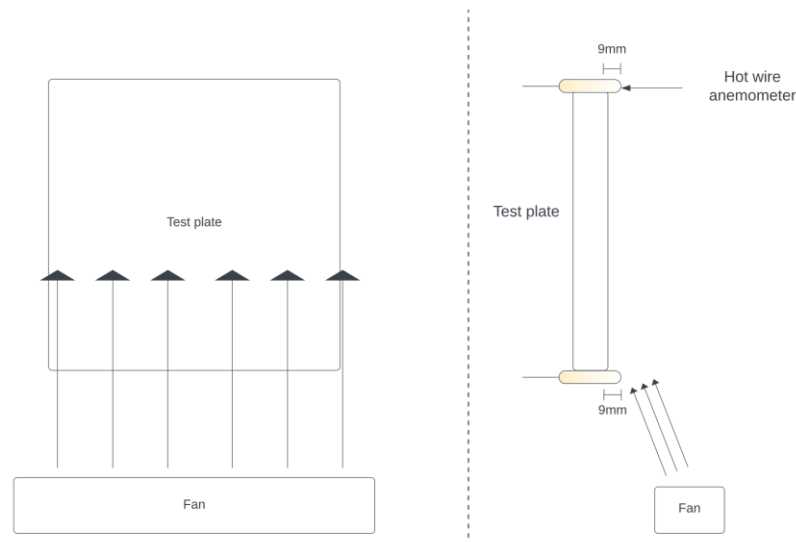 Test plate
Fan
9mm
Hot wire
anemometer
Test plate
9mm
Fan